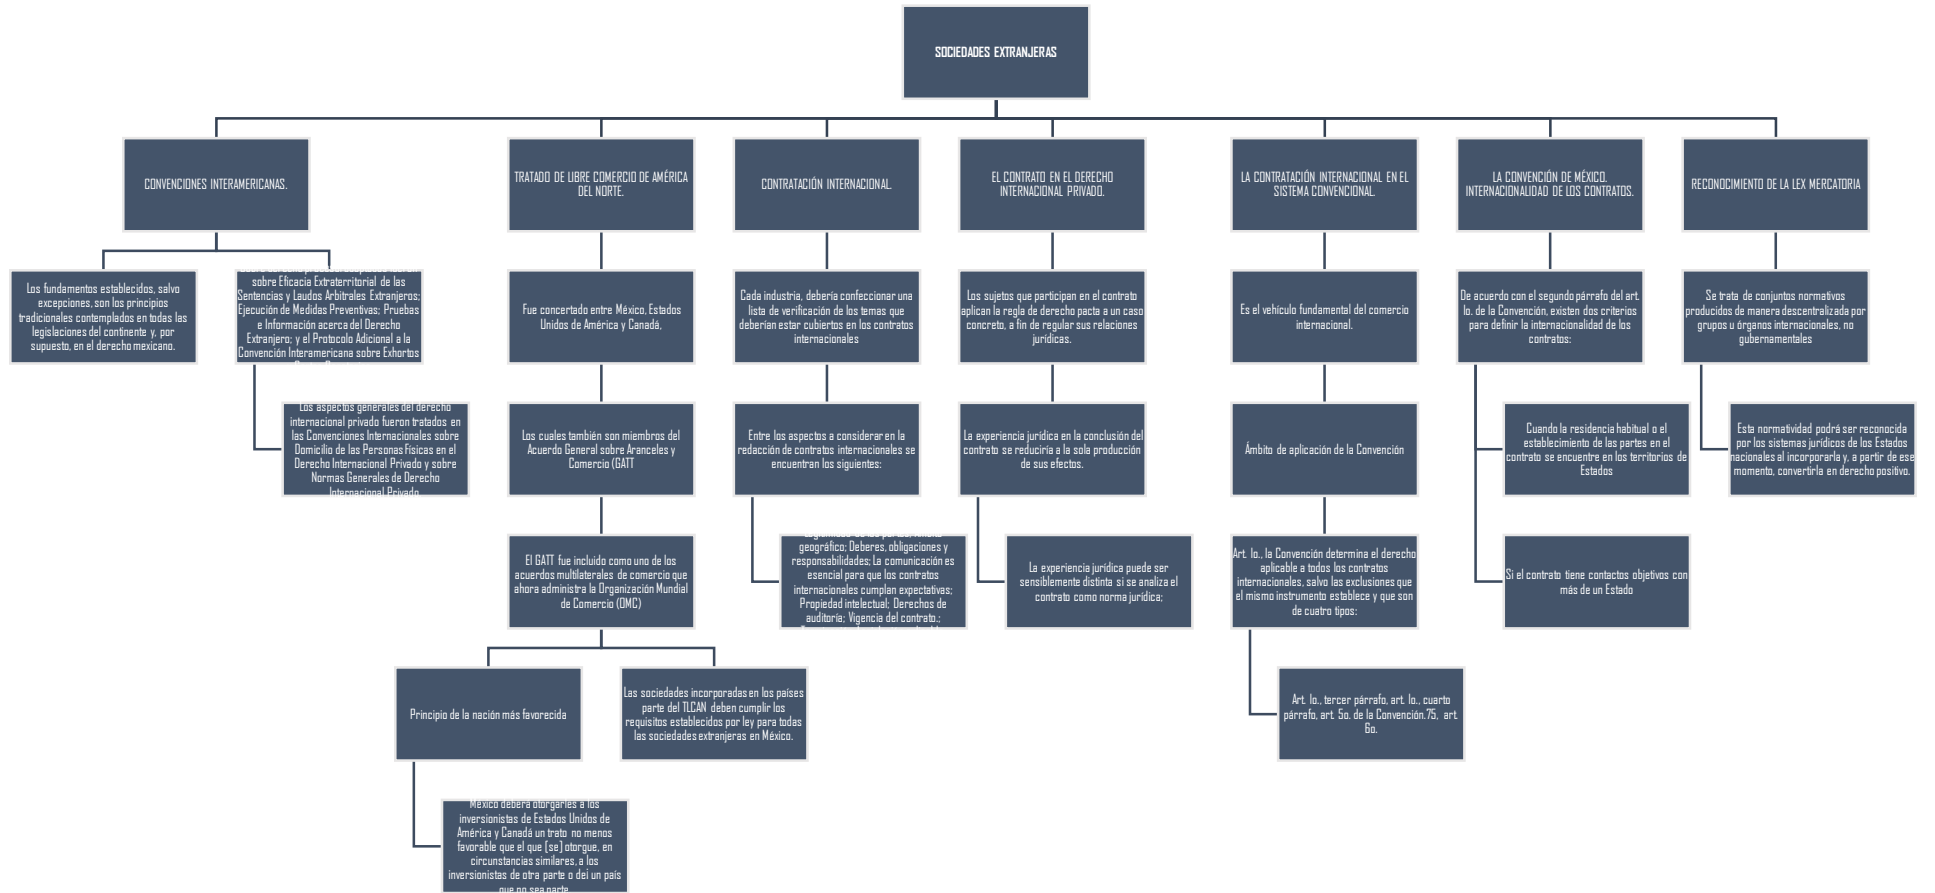 SOCIEDADES EXTRANJERAS
CONVENCIONES INTERAMERICANAS.
TRATADO DE LIBRE COMERCIO DE AMÉRICA
DEL NORTE.
CONTRATACIÓN INTERNACIONAL.
EL CONTRATO EN EL DERECHO
INTERNACIONAL PRIVADO.
LA CONTRATACIÓN INTERNACIONAL EN EL
SISTEMA CONVENCIONAL.
LA CONVENCIÓN DE MÉXICO.
INTERNACIONALIDAD DE LOS CONTRATOS.
RECONOCIMIENTO DE LA LEX MERCATORIA
Los fundamentos establecidos, salvo
excepciones, son los principios
tradicionales contemplados en todas las
legislaciones del continente y, por
supuesto, en el derecho mexicano.
sobre Eficacia Extraterritorial de las
Sentencias y Laudos Arbitrales Extranjeros;
Ejecución de Medidas Preventivas; Pruebas
e Información acerca del Derecho
Extranjero; y el Protocolo Adicional a la
Convención Interamericana sobre Exhortos
Fue concertado entre México, Estados
Unidos de América y Canadá,
Cada industria, debería confeccionar una
lista de verificación de los temas que
deberían estar cubiertos en los contratos
internacionales
Los sujetos que participan en el contrato
aplican la regla de derecho pacta a un caso
concreto, a fin de regular sus relaciones
jurídicas.
Es el vehículo fundamental del comercio
internacional.
De acuerdo con el segundo párrafo del art.
1o. de la Convención, existen dos criterios
para definir la internacionalidad de los
contratos:
Se trata de conjuntos normativos
producidos de manera descentralizada por
grupos u órganos internacionales, no
gubernamentales
Los aspectos generales del derecho
internacional privado fueron tratados en
las Convenciones Internacionales sobre
Domicilio de las Personas Físicas en el
Derecho Internacional Privado y sobre
Normas Generales de Derecho
Internacional Privado
Los cuales también son miembros del
Acuerdo General sobre Aranceles y
Comercio (GATT
Entre los aspectos a considerar en la
redacción de contratos internacionales se
encuentran los siguientes:
La experiencia jurídica en la conclusión del
contrato se reduciría a la sola producción
de sus efectos.
Ámbito de aplicación de la Convención
Cuando la residencia habitual o el
establecimiento de las partes en el
contrato se encuentre en los territorios de
Estados
Esta normatividad podrá ser reconocida
por los sistemas jurídicos de los Estados
nacionales al incorporarla y, a partir de ese
momento, convertirla en derecho positivo.
El GATT fue incluido como uno de los
acuerdos multilaterales de comercio que
ahora administra la Organización Mundial
de Comercio (OMC)
geográfico; Deberes, obligaciones y
responsabilidades; La comunicación es
esencial para que los contratos
internacionales cumplan expectativas;
Propiedad intelectual; Derechos de
auditoría; Vigencia del contrato.;
La experiencia jurídica puede ser
sensiblemente distinta si se analiza el
contrato como norma jurídica;
Art. 1o., la Convención determina el derecho
aplicable a todos los contratos
internacionales, salvo las exclusiones que
el mismo instrumento establece y que son
de cuatro tipos:
Si el contrato tiene contactos objetivos con
más de un Estado
Principio de la nación más favorecida
Las sociedades incorporadas en los países
parte del TLCAN deben cumplir los
requisitos establecidos por ley para todas
las sociedades extranjeras en México.
Art. 1o., tercer párrafo, art. 1o., cuarto
párrafo, art. 5o. de la Convención.75, art.
6o.
México deberá otorgarles a los
inversionistas de Estados Unidos de
América y Canadá un trato no menos
favorable que el que [se] otorgue, en
circunstancias similares, a los
inversionistas de otra parte o dei un país
que no sea parte